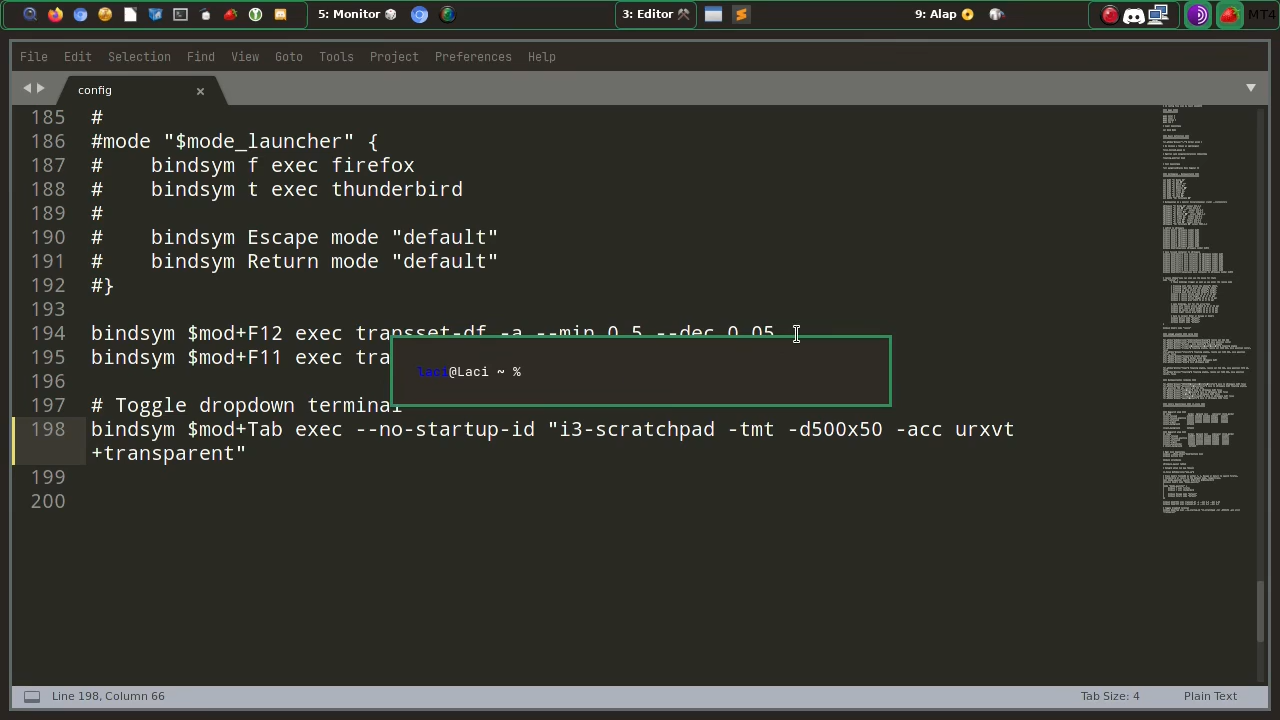 5: Monitor
3: Editor
9: Alap
MT4
File Edit Selection Find View Goto Tools Project Preferences Help
config
185 #
186 #mode "$mode_launcher" {
187 #    bindsym f exec firefox
188 #    bindsym t exec thunderbird
189 #
190 #    bindsym Escape mode "default"
191 #    bindsym Return mode "default"
192 #}
193
194 bindsym $mod+F12 exec transset-df -a --min 0.5 --dec 0.05
195 bindsym $mod+F11 exec tra
laci@Laci ~ %
196
197 # Toggle dropdown terminal
198 bindsym $mod+Tab exec --no-startup-id "i3-scratchpad -tmt -d500x50 -acc urxvt
+transparent"
199
200
Line 198, Column 66
Tab Size: 4
Plain Text